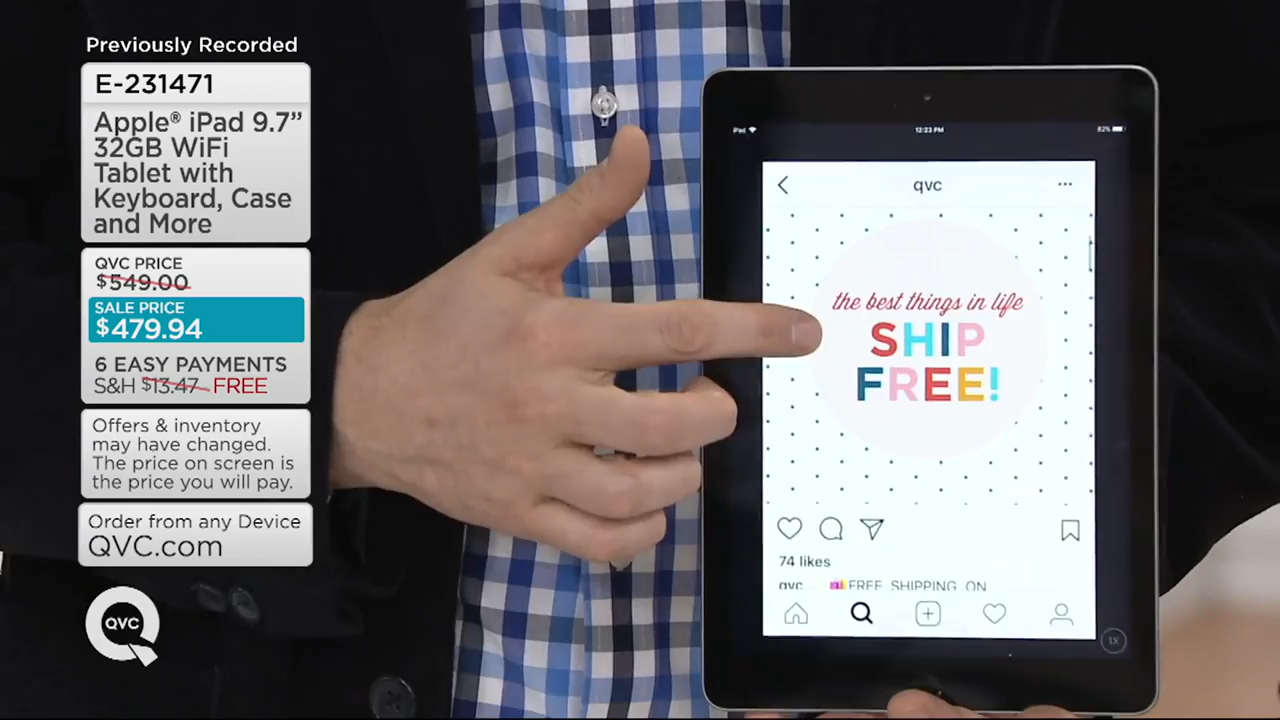 Previously Recorded
E-231471
Apple® iPad 9.7”
32GB WiFi
Tablet with
Keyboard, Case
and More
QVC PRICE
$549.00
SALE PRICE
$479.94
6 EASY PAYMENTS
S&H $13.47 FREE
Offers & inventory
may have changed.
The price on screen is
the price you will pay.
Order from any Device
QVC.com
QVC
iPad 12:23 PM 82%
qvc
the best things in life
SHIP
FREE!
74 likes
qvc FREE SHIPPING ON
1X